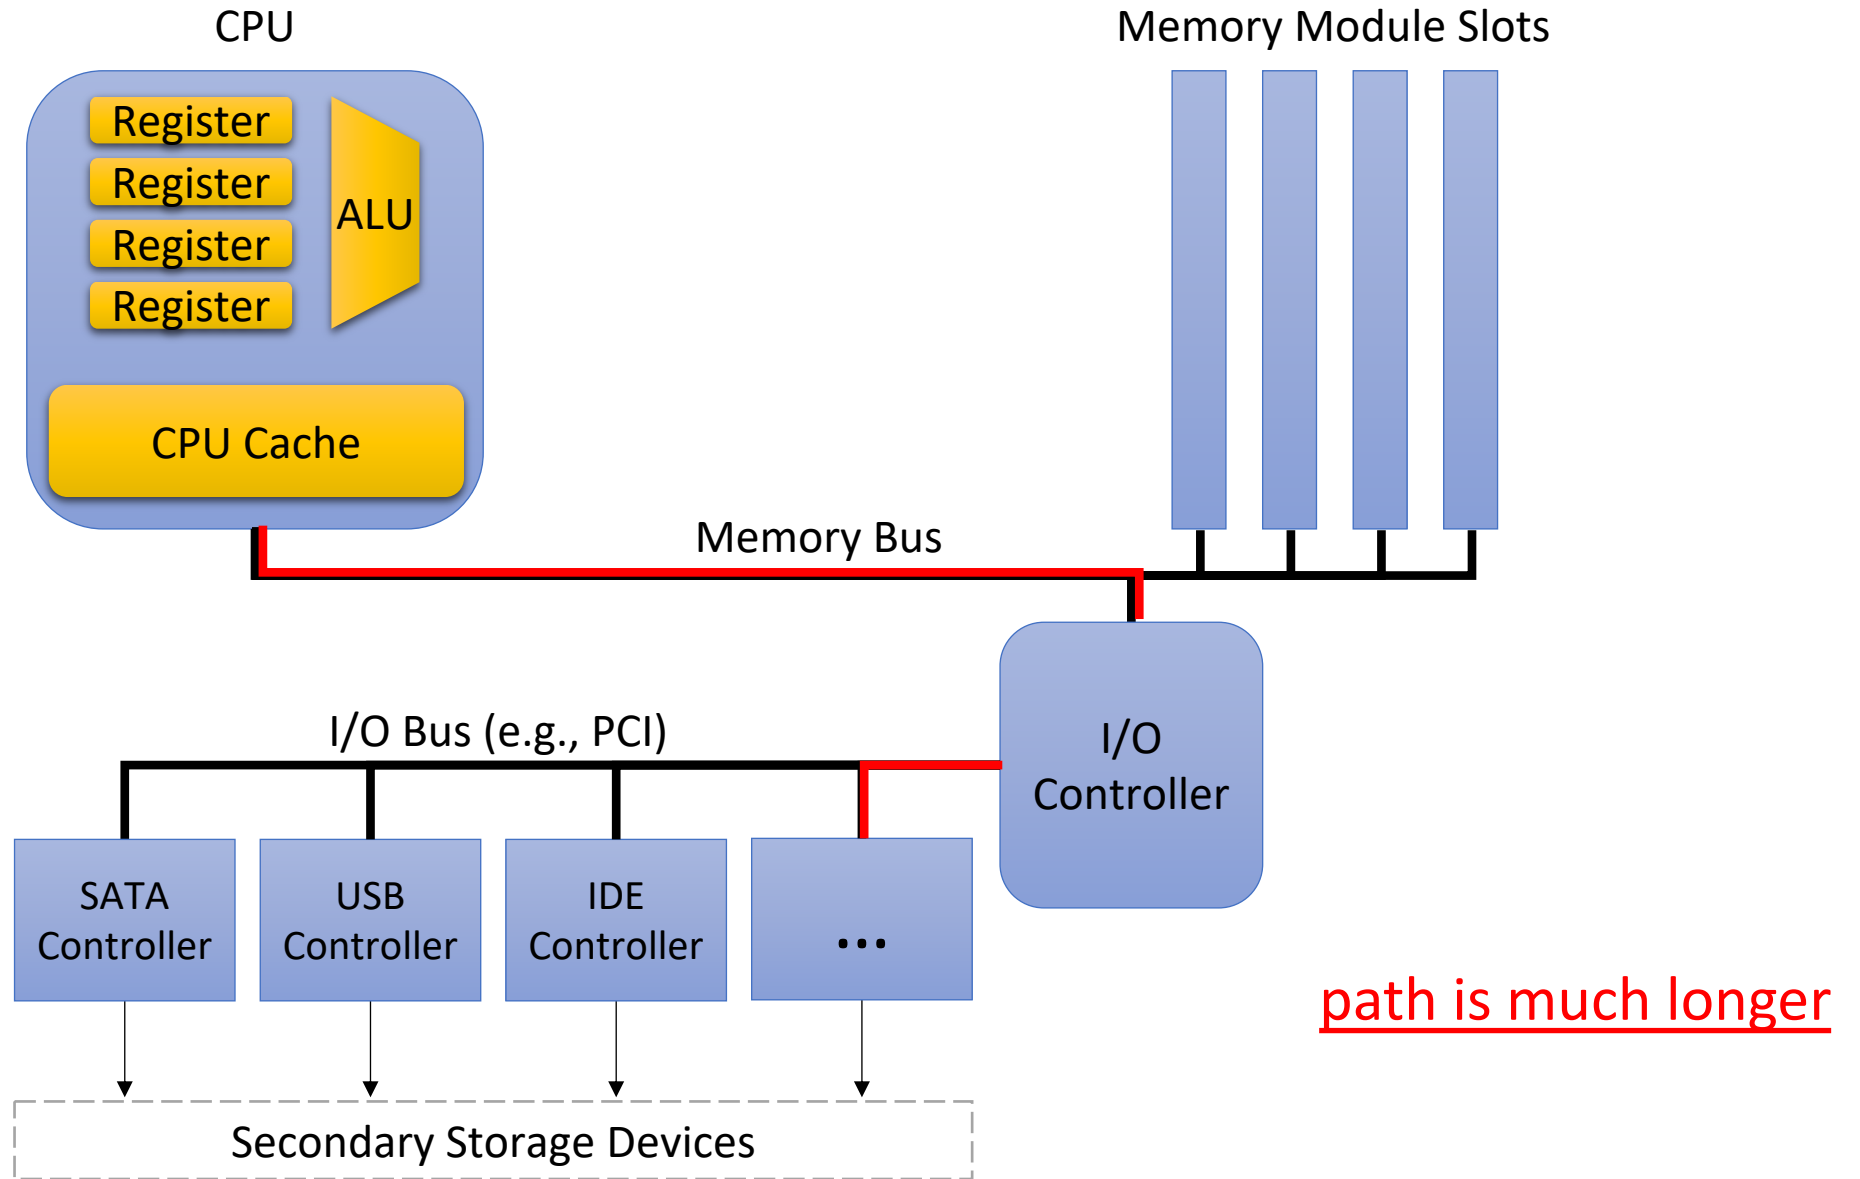 CPU
Memory Module Slots
Register
Register
Register
Register
ALU
CPU Cache
Memory Bus
I/O Bus (e.g., PCI)
I/O
Controller
SATA
Controller
USB
Controller
IDE
Controller
...
path is much longer
Secondary Storage Devices